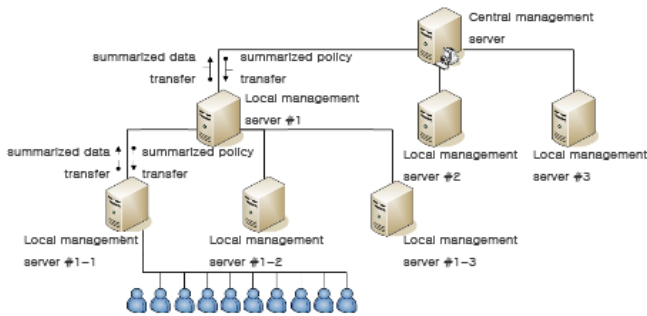 Central management
server
summarized data
transfer
summarized policy
transfer
Local management
server #1
Local management
server #2
Local management
server #3
summarized data
transfer
summarized policy
transfer
Local management
server #1-1
Local management
server #1-2
Local management
server #1-3